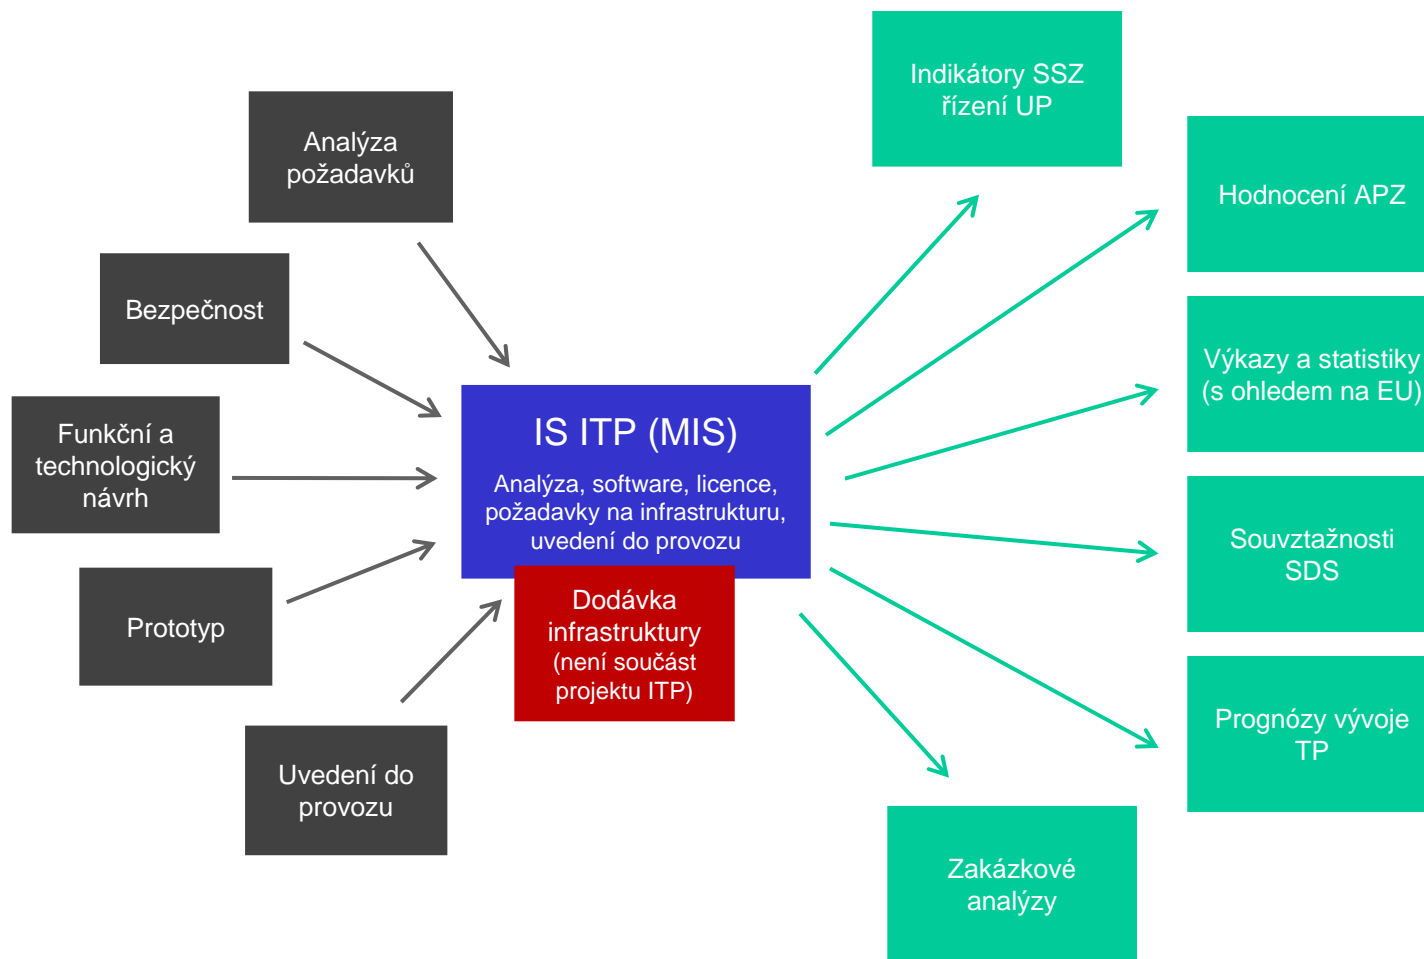 Indikátory SSZ
řízení UP
Analýza
požadavků
Hodnocení APZ
Bezpečnost
Výkazy a statistiky
(s ohledem na EU)
Funkční a
technologický
návrh
IS ITP (MIS)
Analýza, software, licence,
požadavky na infrastrukturu,
uvedení do provozu
Souvztažnosti
SDS
Dodávka
infrastruktury
(není součást
projektu ITP)
Prototyp
Prognózy vývoje
TP
Uvedení do
provozu
Zakázkové
analýzy